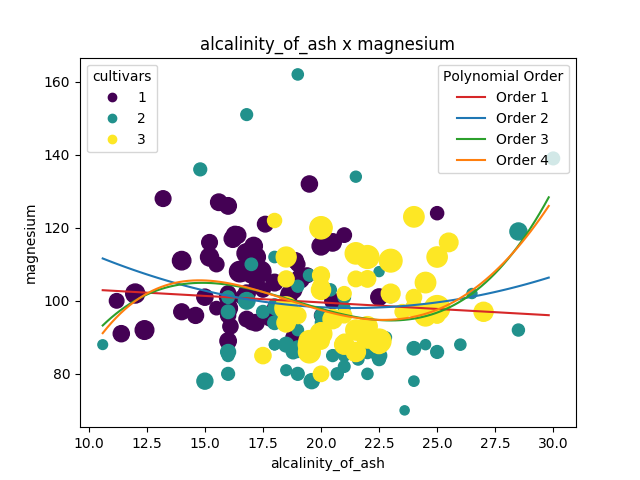 alcalinity_of_ash x magnesium
cultivars
1
2
3
Polynomial Order
Order 1
Order 2
Order 3
Order 4
magnesium
160
140
120
100
80
10.0 12.5 15.0 17.5 20.0 22.5 25.0 27.5 30.0
alcalinity_of_ash